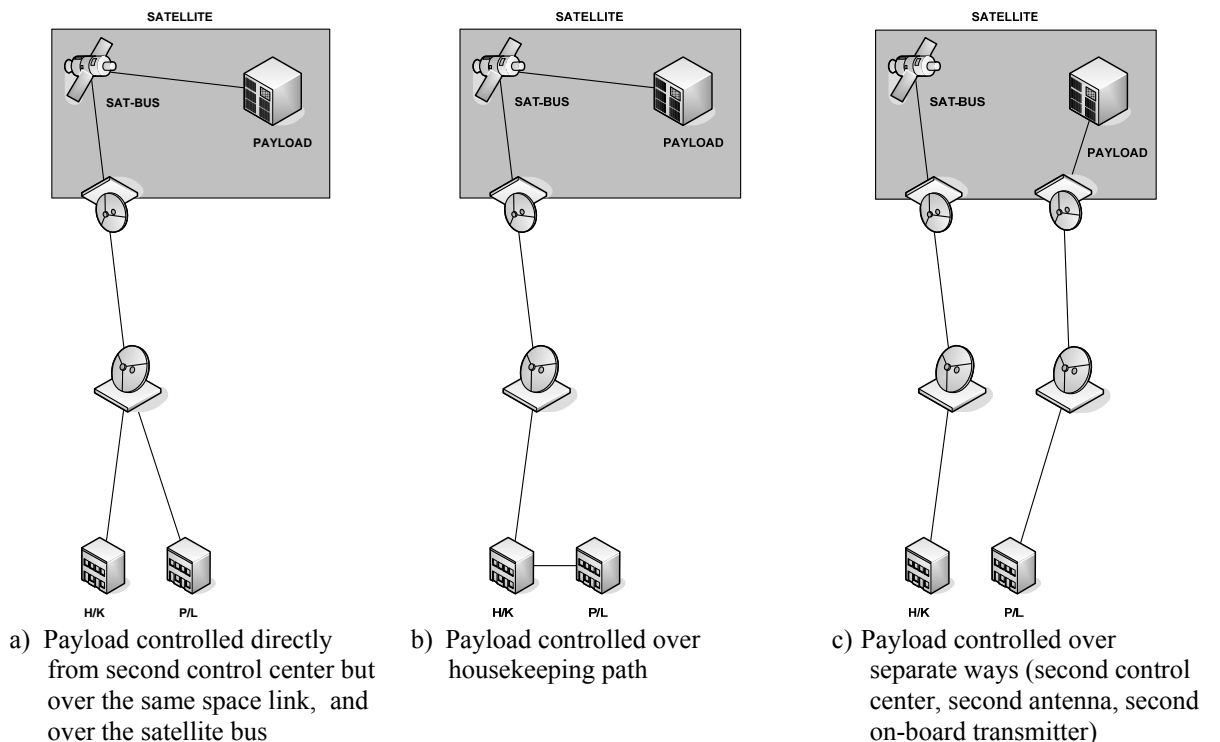 SATELLITE
SAT-BUS
PAYLOAD
H/K
P/L
a) Payload controlled directly
from second control center but
over the same space link, and
over the satellite bus
SATELLITE
SAT-BUS
PAYLOAD
H/K
P/L
b) Payload controlled over
housekeeping path
SATELLITE
SAT-BUS
PAYLOAD
H/K
P/L
c) Payload controlled over
separate ways (second control
center, second antenna, second
on-board transmitter)